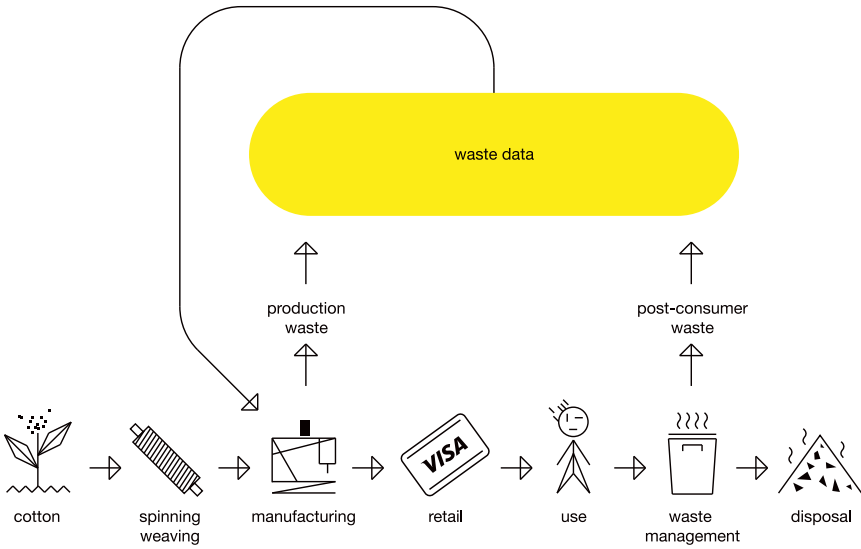 waste data
production
waste
post-consumer
waste
VISA
cotton
spinning
weaving
manufacturing
retail
use
waste
management
disposal